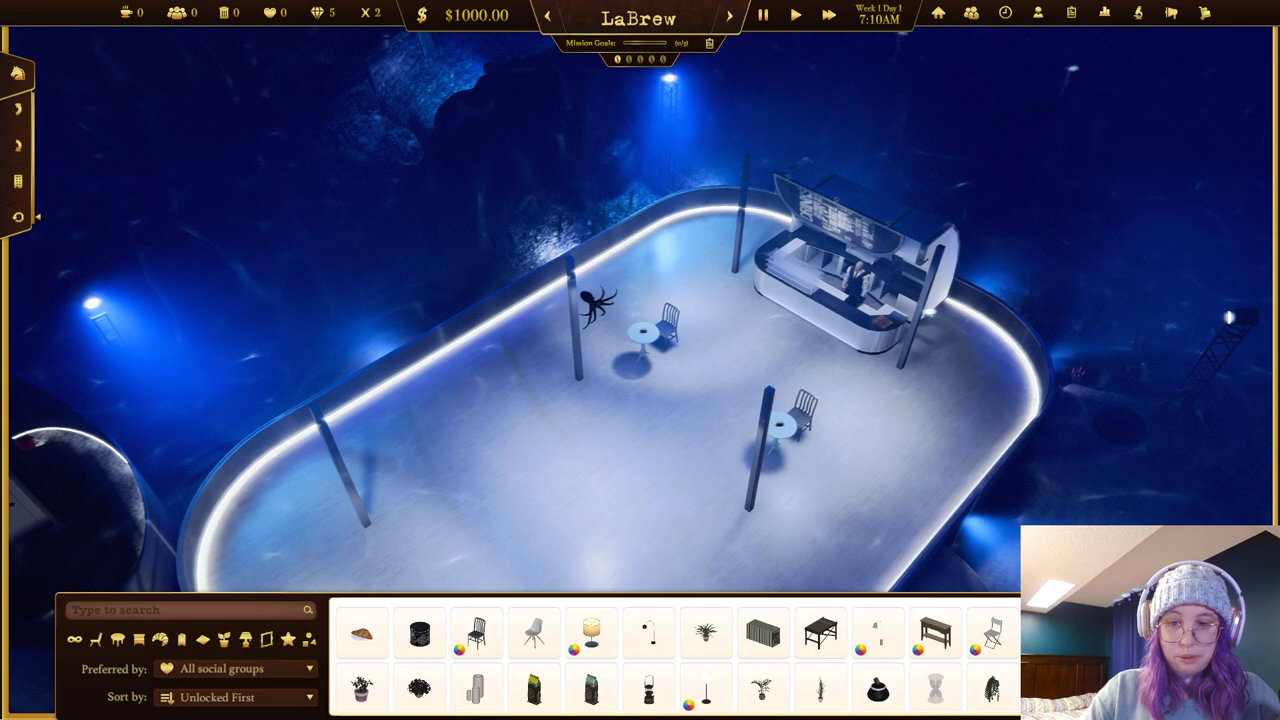 0 0 0 0 5 X 2 $1000.00 LaBrew Week 1 Day 1
7:10AM
Mission Goals: (0/3)
Type to search
Preferred by: All social groups
Sort by: Unlocked First